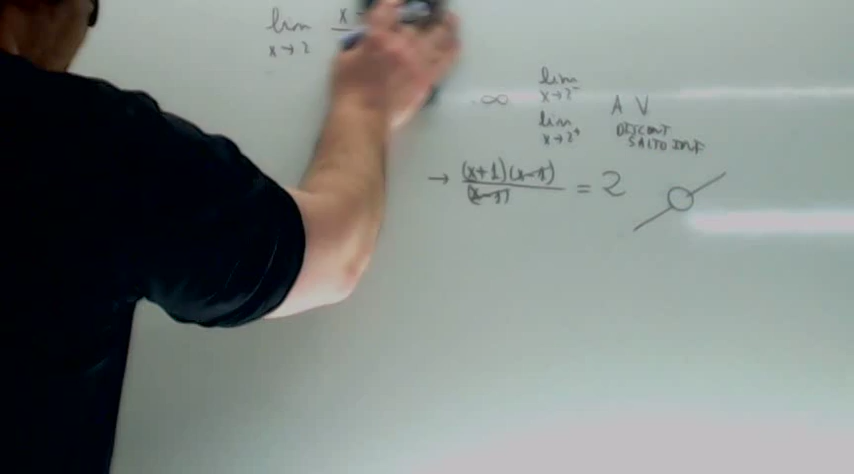 lim x
x→2
∞ lim
x→2⁻
A V
lim
x→2⁺
DISCONT
SALTO INF
→ (x+1)(x-1)
(x-1)
= 2